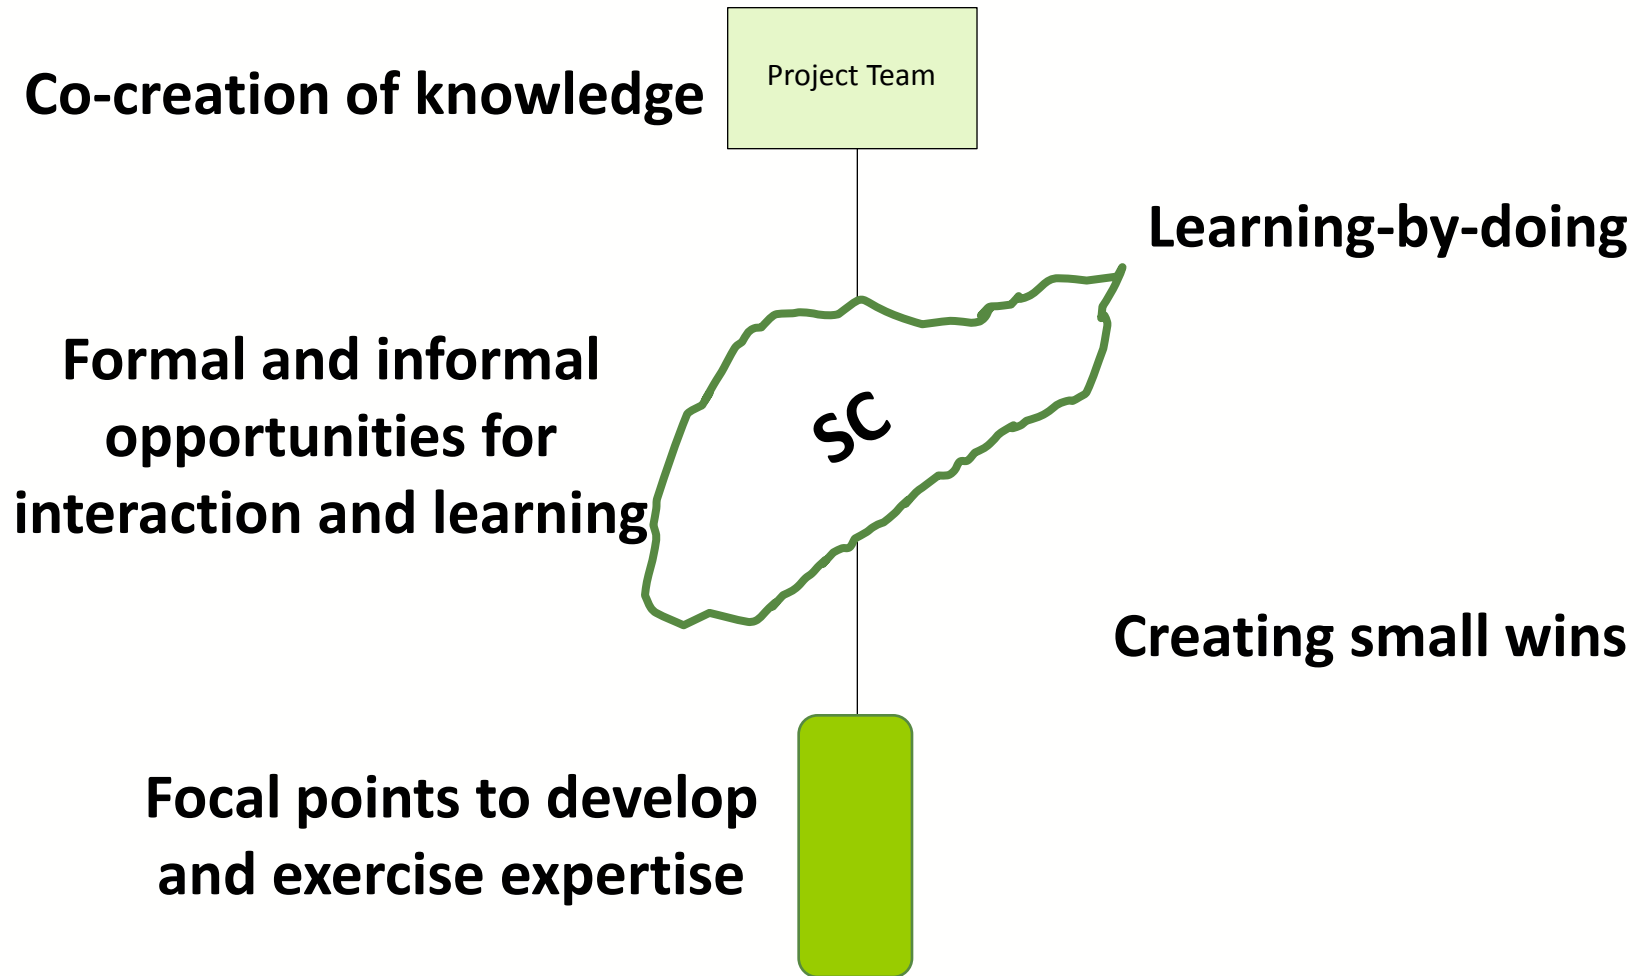 Co-creation of knowledge
Project Team
Learning-by-doing
Formal and informal
opportunities for
interaction and learning
SC
Creating small wins
Focal points to develop
and exercise expertise